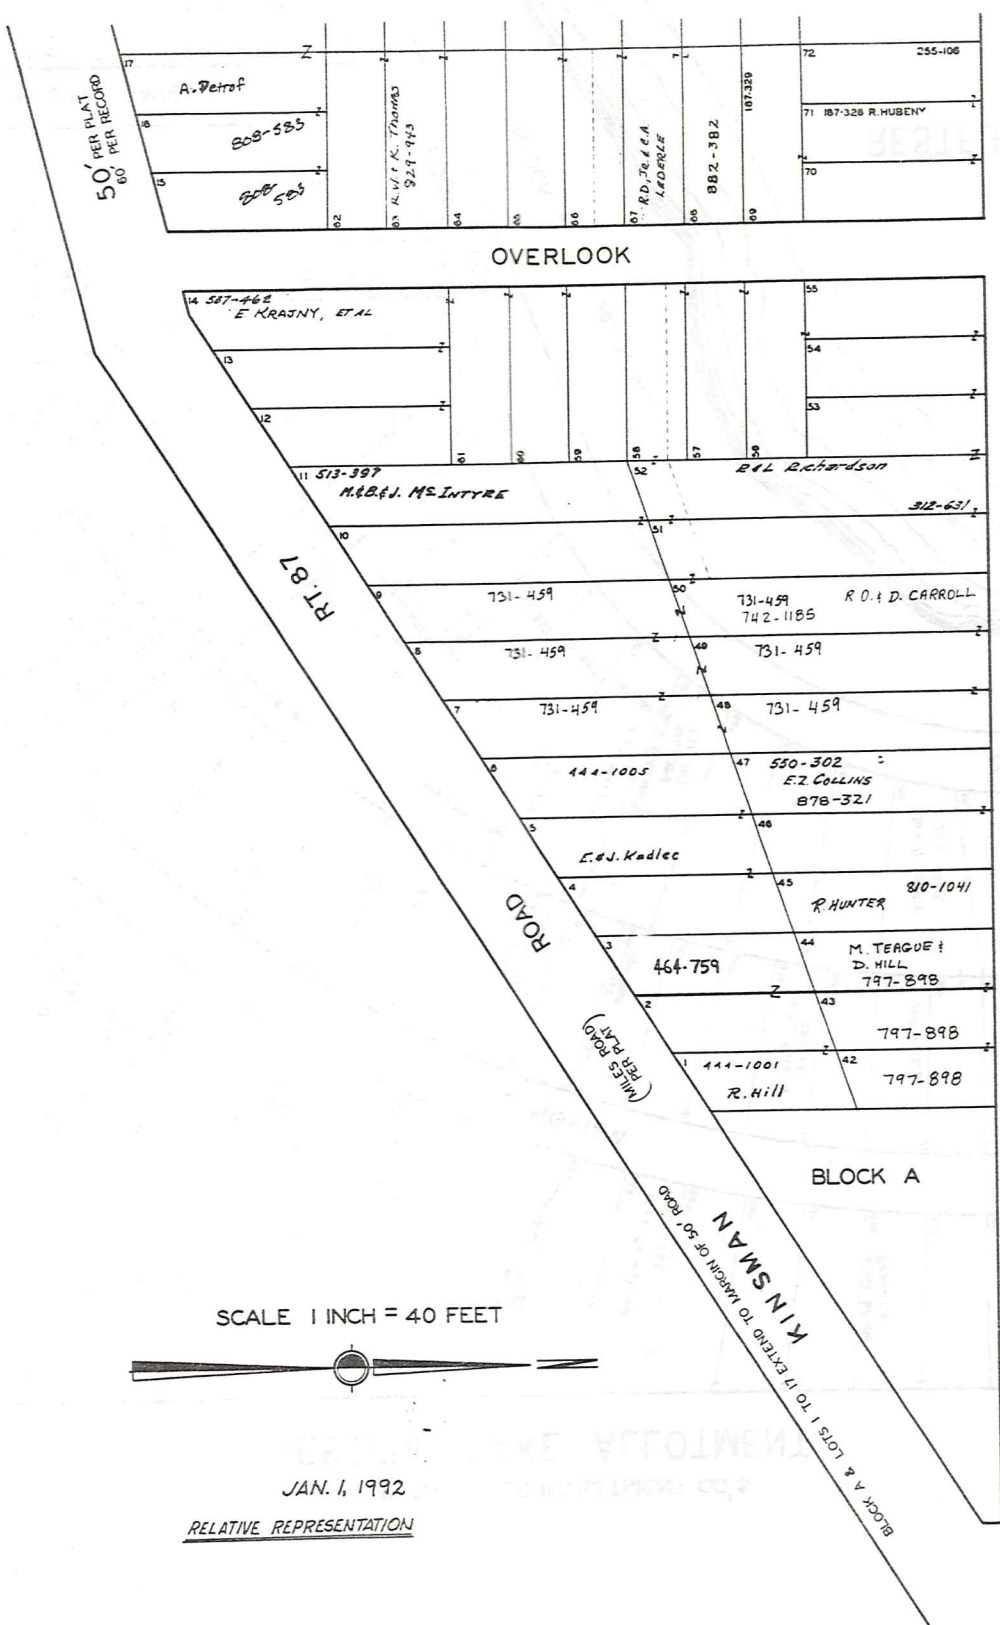 50' PER PLAT
60' PER RECORD
17
A. Petrof
16
809-583
15
62
63 R.W. & K. Thomas
829-943
64
65
66
67 R.D, Jr. & E.A.
LEDERLE
68
882-382
69
187-329
72
255-106
71 187-328 R. HUBENY
70
OVERLOOK
14 587-462
E KRAJNY, ET AL
13
12
61
60
59
58
57
56
55
54
53
11 513-397
M.&B.&J. McINTYRE
52
R&L Richardson
312-631
10
51
RT. 87
9
731-459
50
731-459
742-1185
R O. & D. CARROLL
8
731-459
49
731-459
7
731-459
48
731-459
6
444-1005
47 550-302
E.Z. COLLINS
878-321
5
46
E.&J. Kadlec
4
45
810-1041
R. HUNTER
ROAD
3
464-759
44
M. TEAGUE &
D. HILL
797-898
2
43
797-898
(MILES ROAD)
PER PLAT
1 444-1001
R. Hill
42
797-898
BLOCK A
KINSMAN
BLOCK A & LOTS 1 TO 17 EXTEND TO MARGIN OF 50' ROAD
SCALE 1 INCH = 40 FEET
N
JAN. 1, 1992
RELATIVE REPRESENTATION